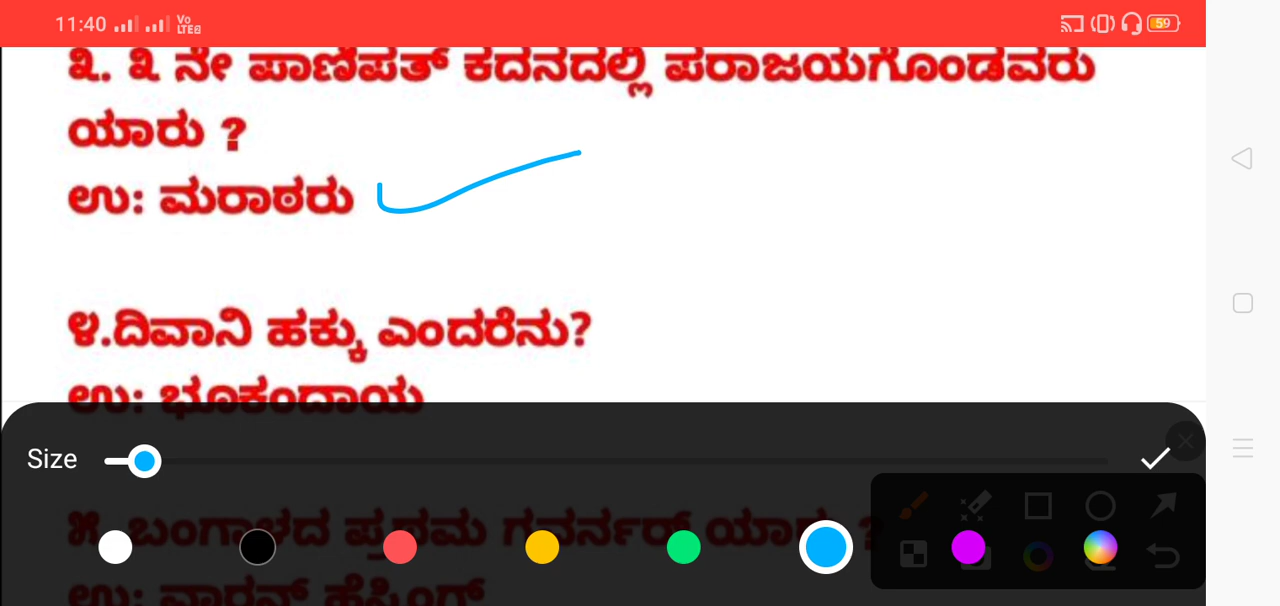 11:40 Vo LTE2 59
೩. ೩ ನೇ ಪಾಣಿಪತ್ ಕದನದಲ್ಲಿ ಪರಾಜಯಗೊಂಡವರು
ಯಾರು ?
ಉ: ಮರಾಠರು
೪.ದಿವಾನಿ ಹಕ್ಕು ಎಂದರೆನು?
ಉ: ಭೂಕಂದಾಯ
Size
೫. ಬಂಗಾಳದ ಪ್ರಥಮ ಗವರ್ನರ್ ಯಾರು ?
ಉ: ವಾರನ್ ಹೆಸ್ಟಿಂಗ್